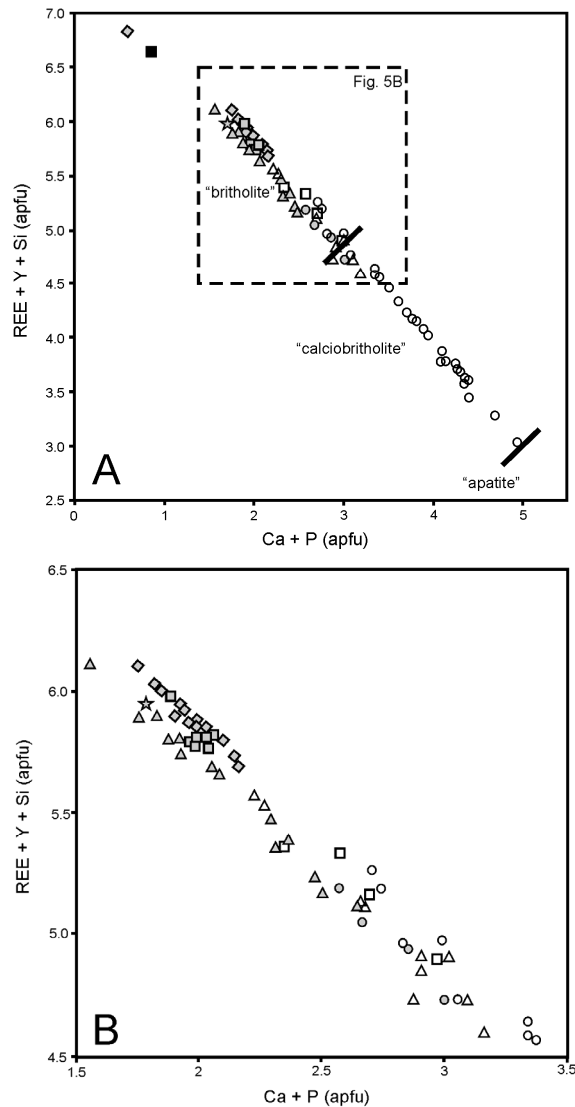 7.0
6.5
6.0
5.5
5.0
4.5
4.0
3.5
3.0
2.5
REE + Y + Si (apfu)
Fig. 5B
“britholite”
“calciobritholite”
“apatite”
A
0 1 2 3 4 5
Ca + P (apfu)
6.5
6.0
5.5
5.0
4.5
REE + Y + Si (apfu)
B
1.5 2 2.5 3 3.5
Ca + P (apfu)